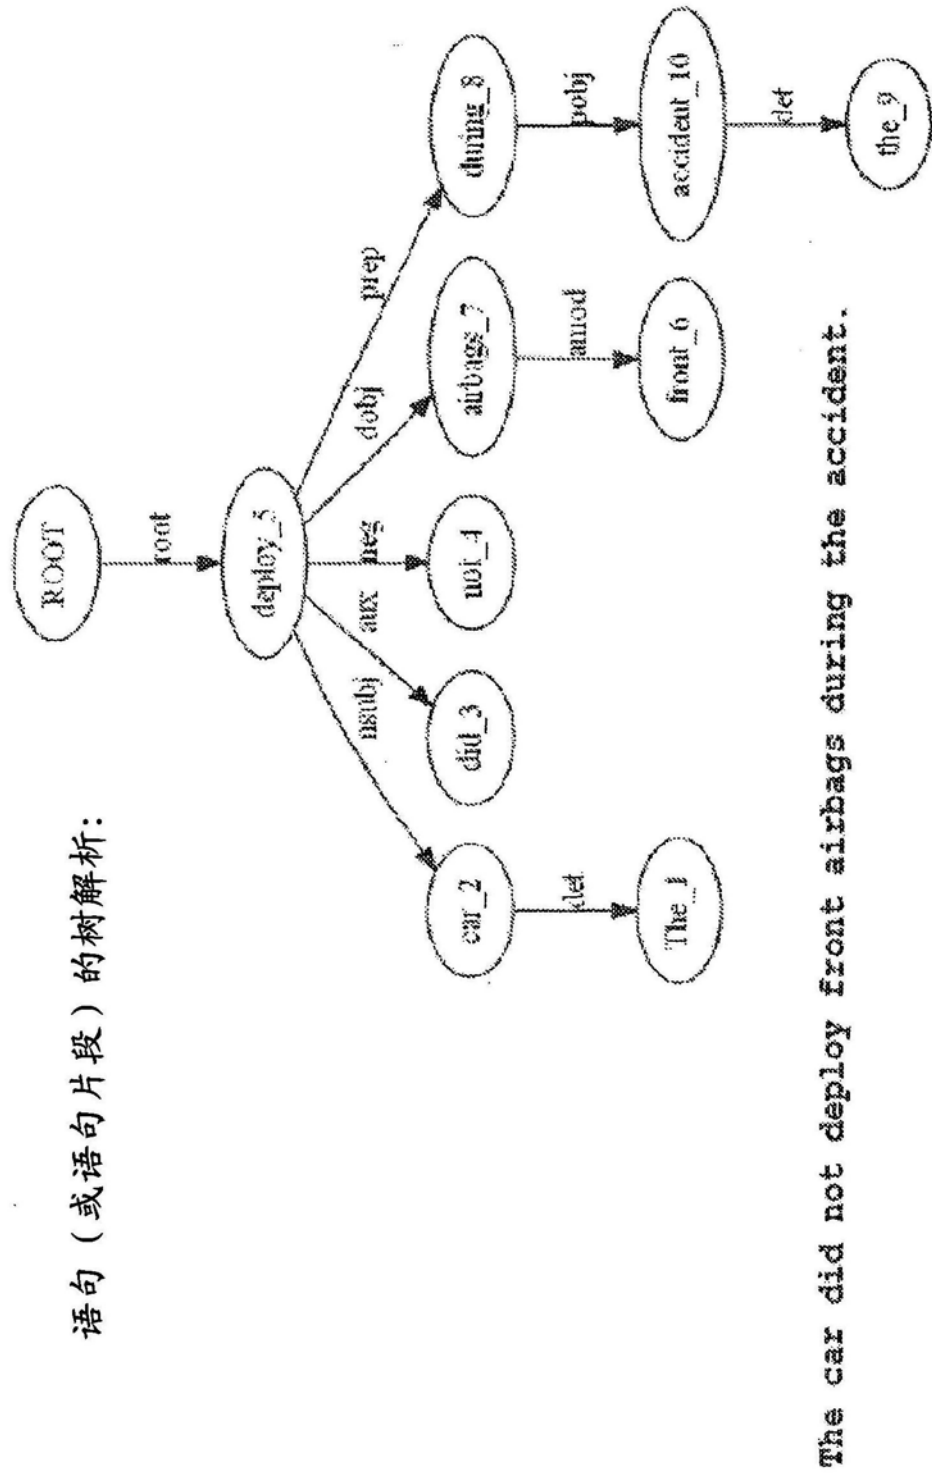 语句（或语句片段）的树解析：
ROOT
root
deploy_5
nsubj
aux
neg
dobj
prep
car_2
did_3
not_4
airbags_7
during_8
det
amod
pobj
The_1
front_6
accident_10
det
the_9
The car did not deploy front airbags during the accident.